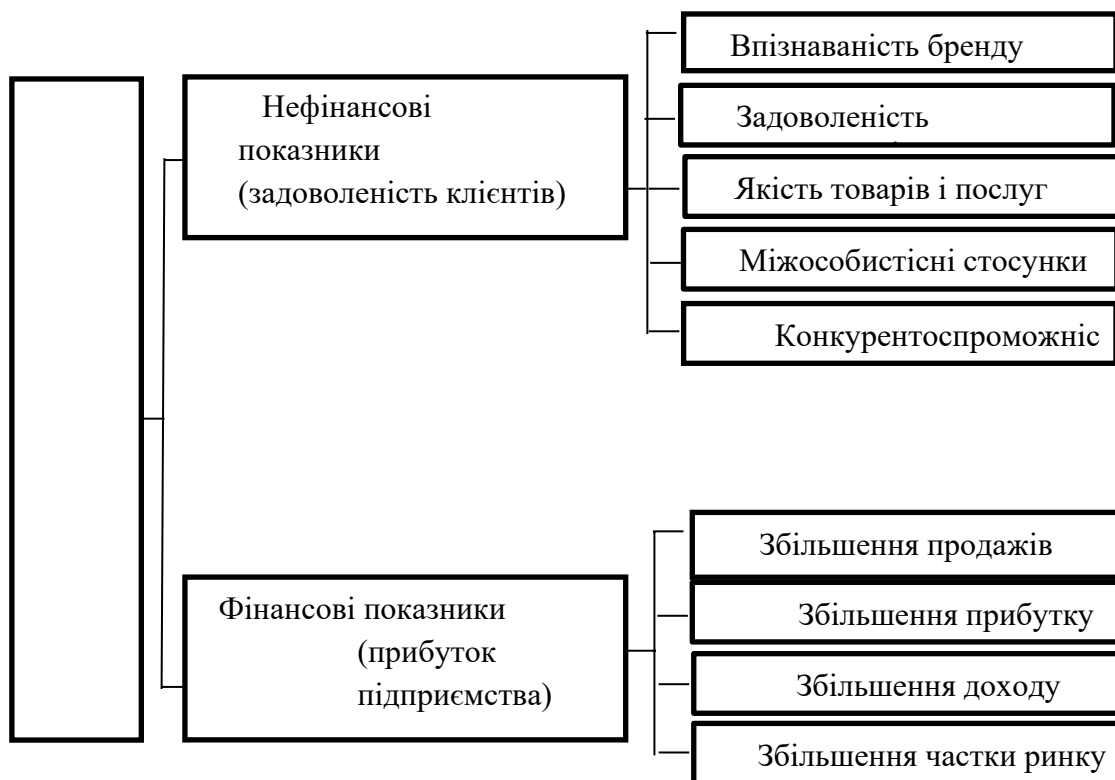 Нефінансові
показники
(задоволеність клієнтів)
Впізнаваність бренду
Задоволеність
Якість товарів і послуг
Міжособистісні стосунки
Конкурентоспроможніс
Фінансові показники
(прибуток
підприємства)
Збільшення продажів
Збільшення прибутку
Збільшення доходу
Збільшення частки ринку